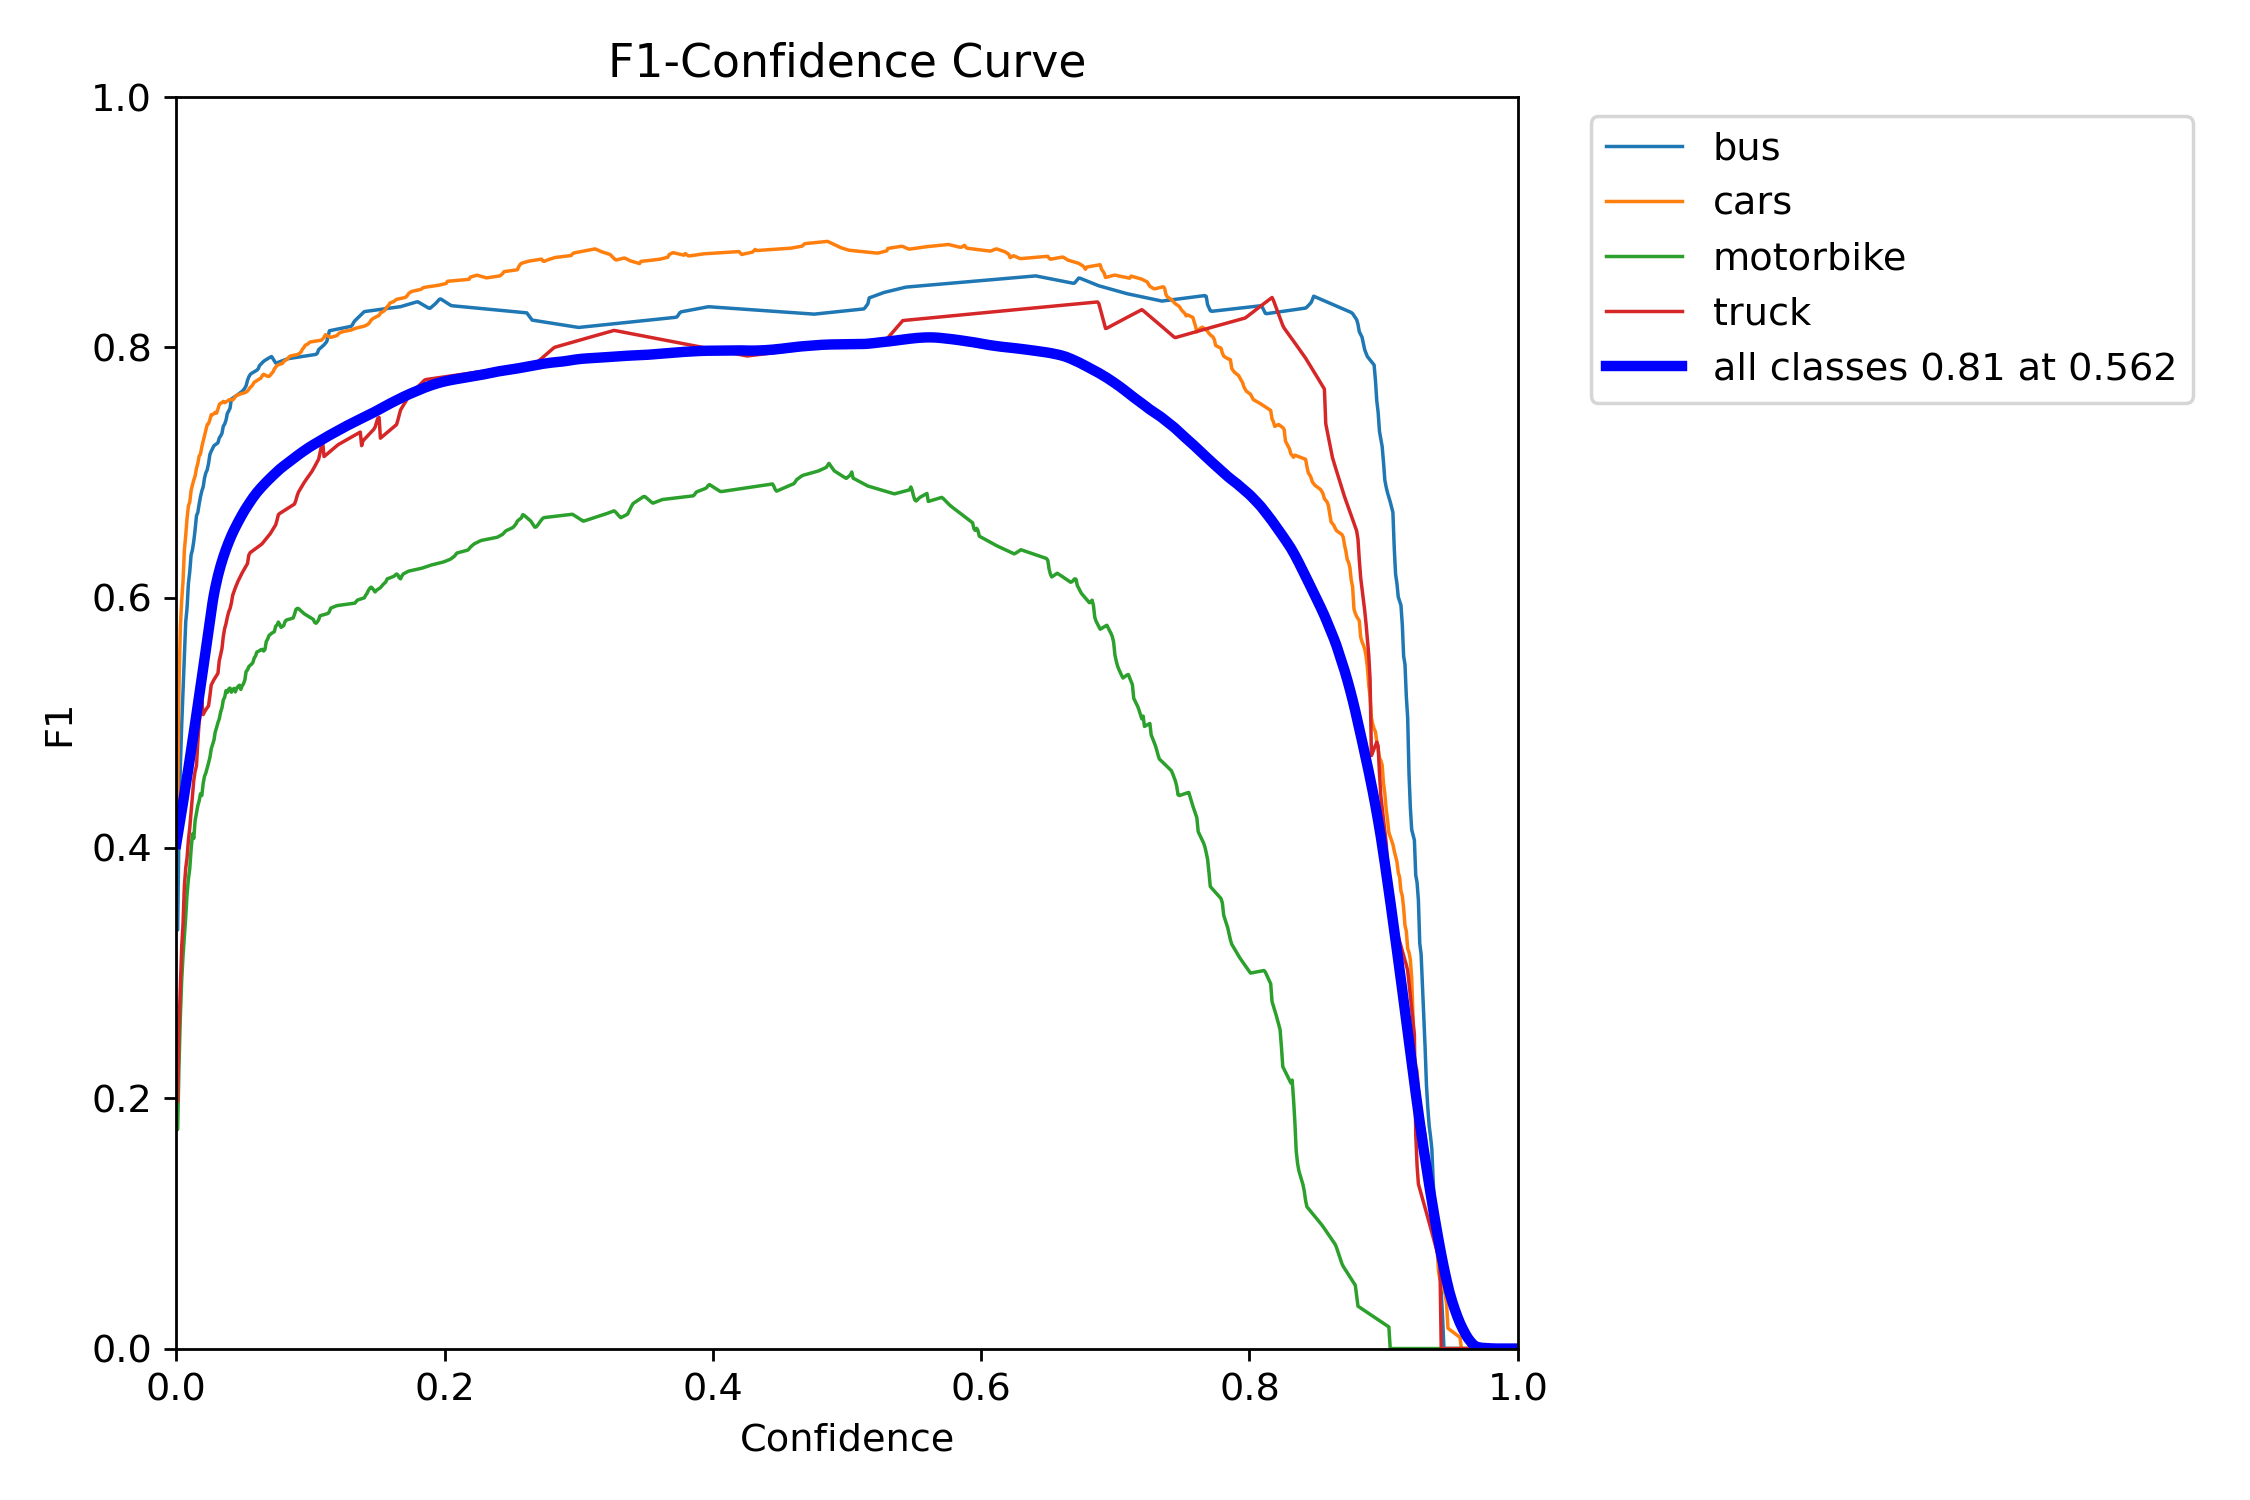 F1-Confidence Curve
1.0
0.8
0.6
0.4
0.2
0.0
F1
0.0 0.2 0.4 0.6 0.8 1.0
Confidence
bus
cars
motorbike
truck
all classes 0.81 at 0.562